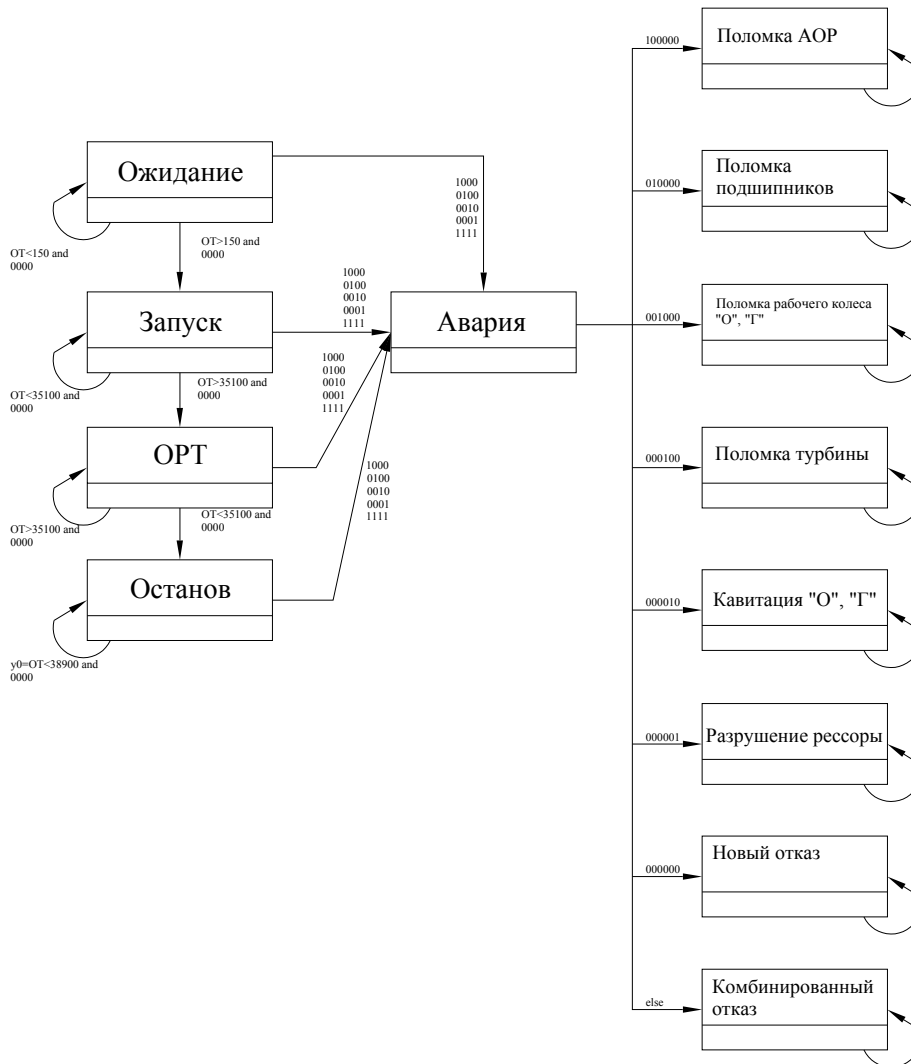 Ожидание
OT<150 and
0000
OT>150 and
0000
1000
0100
0010
0001
1111
Запуск
OT<35100 and
0000
OT>35100 and
0000
1000
0100
0010
0001
1111
ОРТ
OT>35100 and
0000
OT<35100 and
0000
1000
0100
0010
0001
1111
Останов
y0=OT<38900 and
0000
1000
0100
0010
0001
1111
Авария
100000
Поломка АОР
010000
Поломка
подшипников
001000
Поломка рабочего колеса
"О", "Г"
000100
Поломка турбины
000010
Кавитация "О", "Г"
000001
Разрушение рессоры
000000
Новый отказ
else
Комбинированный
отказ